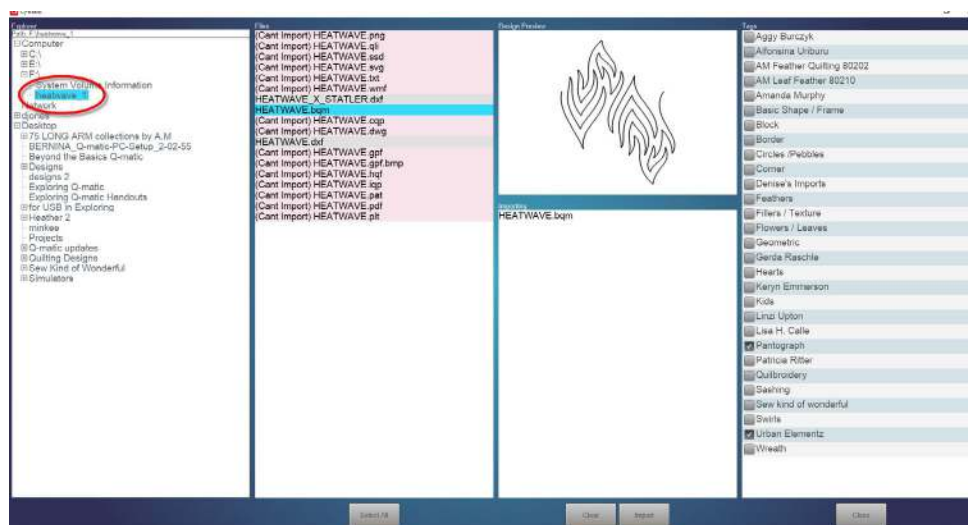 Q-matic
Explorer
Path: F:\heatwave_1
Computer
C:\
E:\
F:\
System Volume Information
heatwave_1
Network
djones
Desktop
75 LONG ARM collections by A.M
BERNINA_Q-matic-PC-Setup_2-02-55
Beyond the Basics Q-matic
Designs
designs 2
Exploring Q-matic
Exploring Q-matic Handouts
for USB in Exploring
Heather 2
minkee
Projects
Q-matic updates
Quilting Designs
Sew Kind of Wonderful
Simulators
Files
(Cant Import) HEATWAVE.png
(Cant Import) HEATWAVE.qli
(Cant Import) HEATWAVE.ssd
(Cant Import) HEATWAVE.svg
(Cant Import) HEATWAVE.txt
(Cant Import) HEATWAVE.wmf
HEATWAVE_X_STATLER.dxf
HEATWAVE.bqm
(Cant Import) HEATWAVE.cqp
(Cant Import) HEATWAVE.dwg
HEATWAVE.dxf
(Cant Import) HEATWAVE.gpf
(Cant Import) HEATWAVE.gpf.bmp
(Cant Import) HEATWAVE.hqf
(Cant Import) HEATWAVE.iqp
(Cant Import) HEATWAVE.pat
(Cant Import) HEATWAVE.pdf
(Cant Import) HEATWAVE.plt
Select All
Design Preview
Importing
HEATWAVE.bqm
Clear
Import
Tags
Aggy Burczyk
Alfonsina Uriburu
AM Feather Quilting 80202
AM Leaf Feather 80210
Amanda Murphy
Basic Shape / Frame
Block
Border
Circles /Pebbles
Corner
Denise's Imports
Feathers
Fillers / Texture
Flowers / Leaves
Geometric
Gerda Raschle
Hearts
Keryn Emmerson
Kids
Linzi Upton
Lisa H. Calle
Pantograph
Patricia Ritter
Quilbroidery
Sashing
Sew kind of wonderful
Swirls
Urban Elementz
Wreath
Close